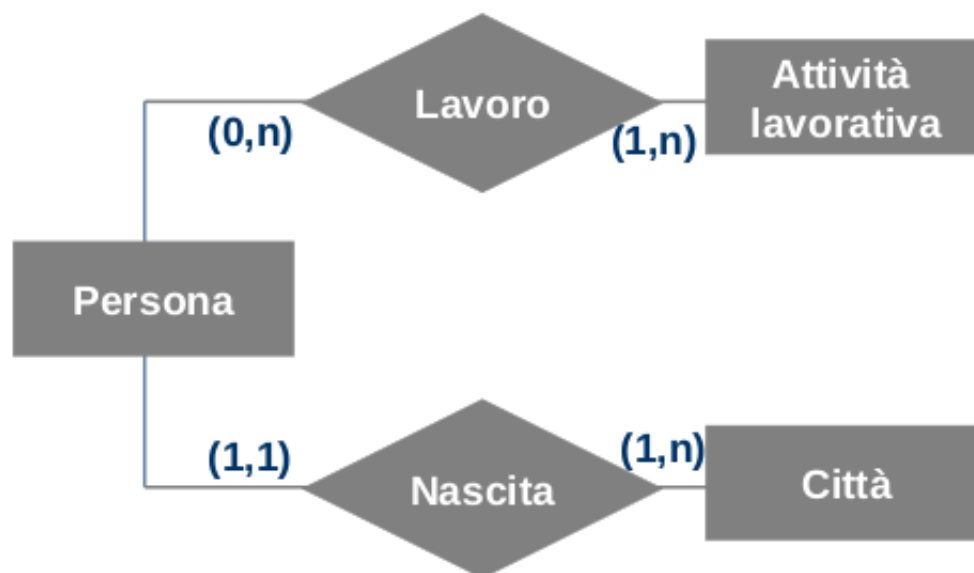 Lavoro
Attività
lavorativa
(0,n)
(1,n)
Persona
(1,1)
(1,n)
Nascita
Città